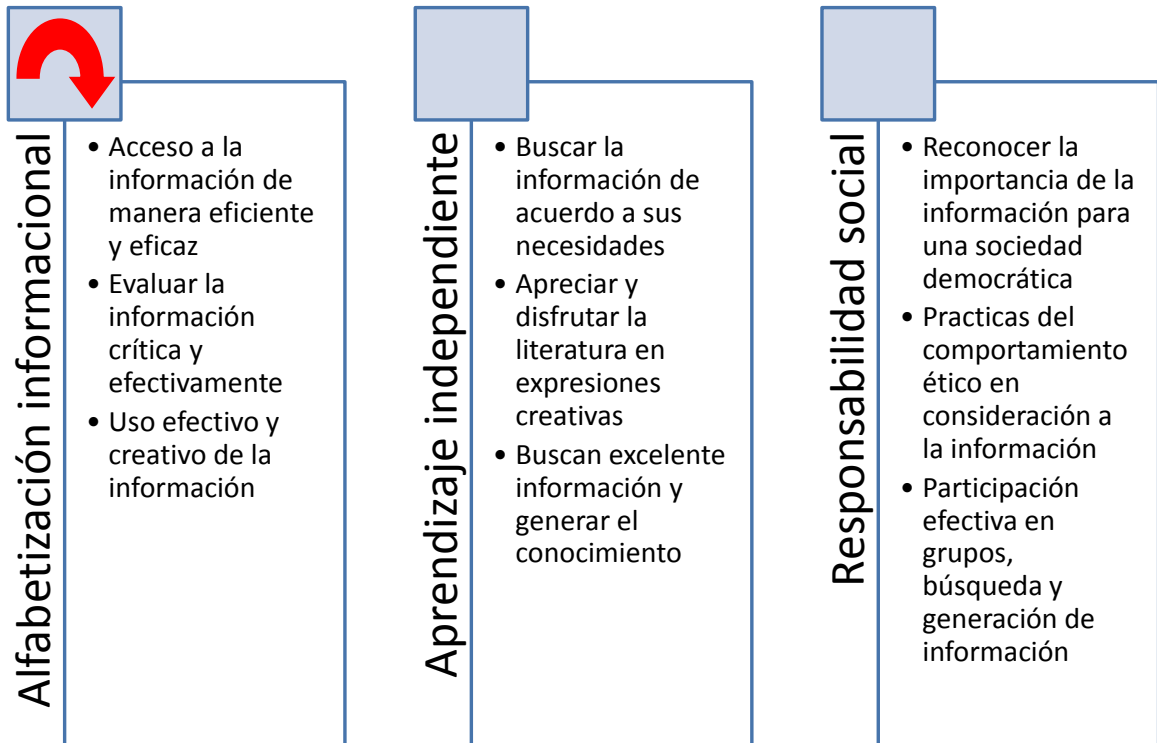 Alfabetización informacional
• Acceso a la
información de
manera eficiente
y eficaz
• Evaluar la
información
crítica y
efectivamente
• Uso efectivo y
creativo de la
información
Aprendizaje independiente
• Buscar la
información de
acuerdo a sus
necesidades
• Apreciar y
disfrutar la
literatura en
expresiones
creativas
• Buscan excelente
información y
generar el
conocimiento
Responsabilidad social
• Reconocer la
importancia de la
información para
una sociedad
democrática
• Practicas del
comportamiento
ético en
consideración a
la información
• Participación
efectiva en
grupos,
búsqueda y
generación de
información